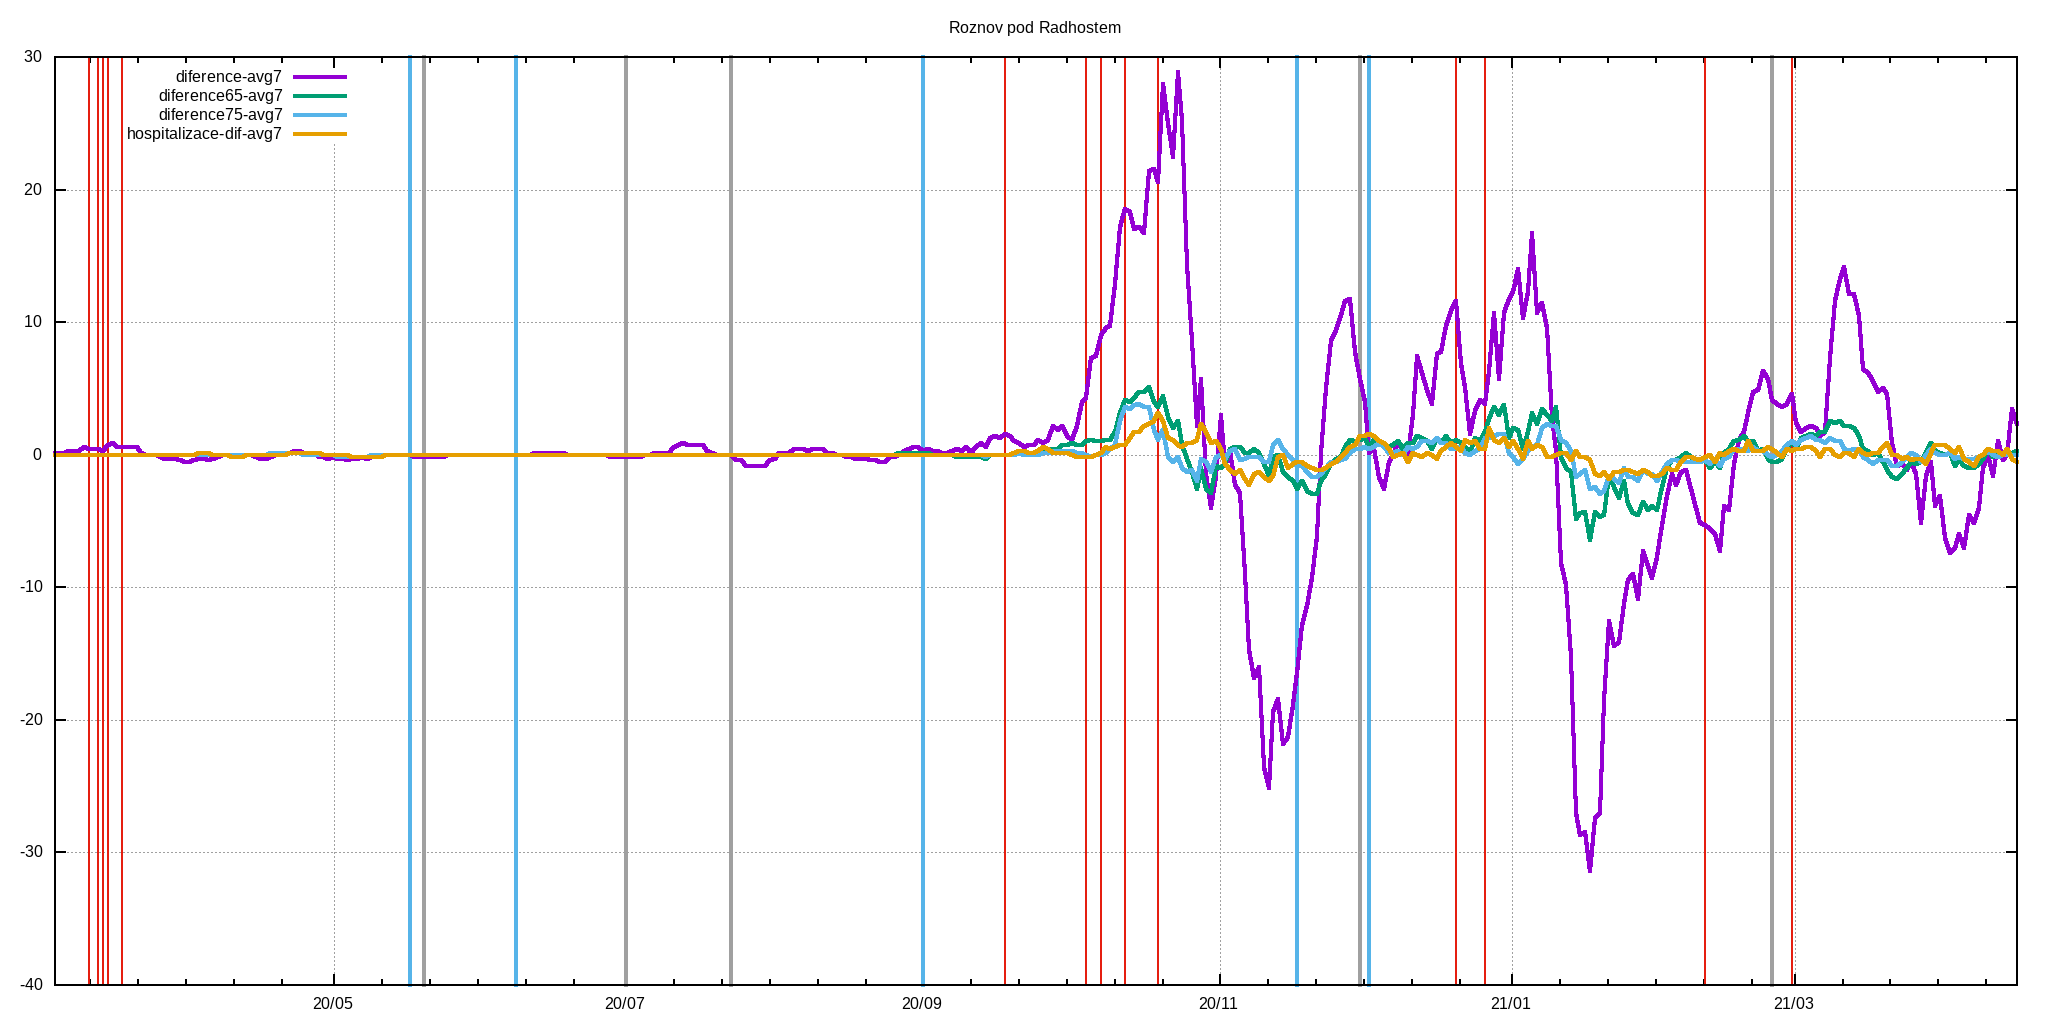 Roznov pod Radhostem
30
20
10
0
-10
-20
-30
-40
diference-avg7
diference65-avg7
diference75-avg7
hospitalizace-dif-avg7
20/05
20/07
20/09
20/11
21/01
21/03